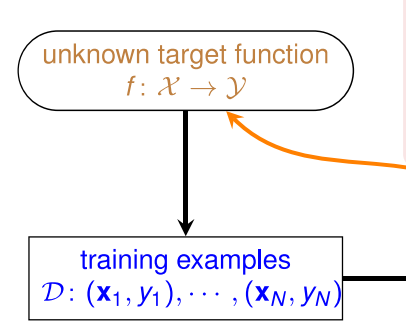 unknown target function
f : 𝒳 → 𝒴
training examples
𝒟 : (𝐱₁, y₁), ⋯ , (𝐱_N, y_N)